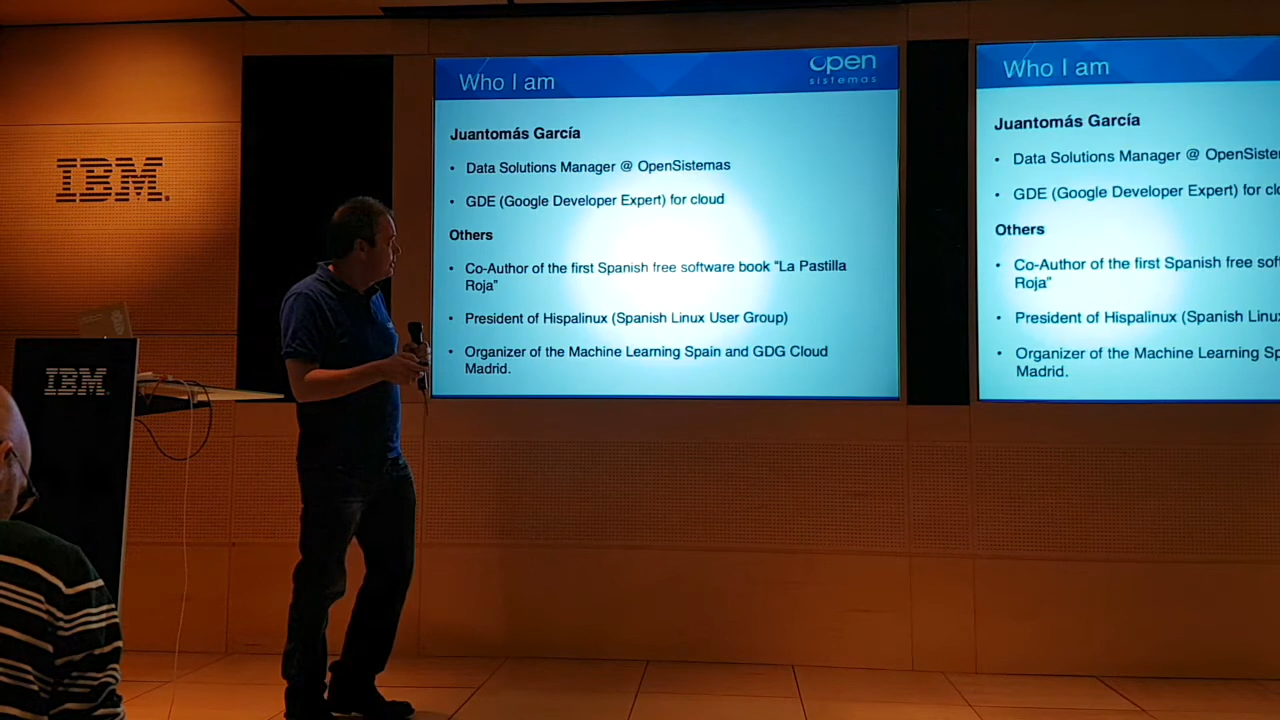 IBM
IBM
Who I am
open
sistemas
Juantomás García
• Data Solutions Manager @ OpenSistemas
• GDE (Google Developer Expert) for cloud
Others
• Co-Author of the first Spanish free software book “La Pastilla
Roja”
• President of Hispalinux (Spanish Linux User Group)
• Organizer of the Machine Learning Spain and GDG Cloud
Madrid.
Who I am
Juantomás García
• Data Solutions Manager @ OpenSiste
• GDE (Google Developer Expert) for clo
Others
• Co-Author of the first Spanish free sof
Roja”
• President of Hispalinux (Spanish Linu
• Organizer of the Machine Learning Sp
Madrid.